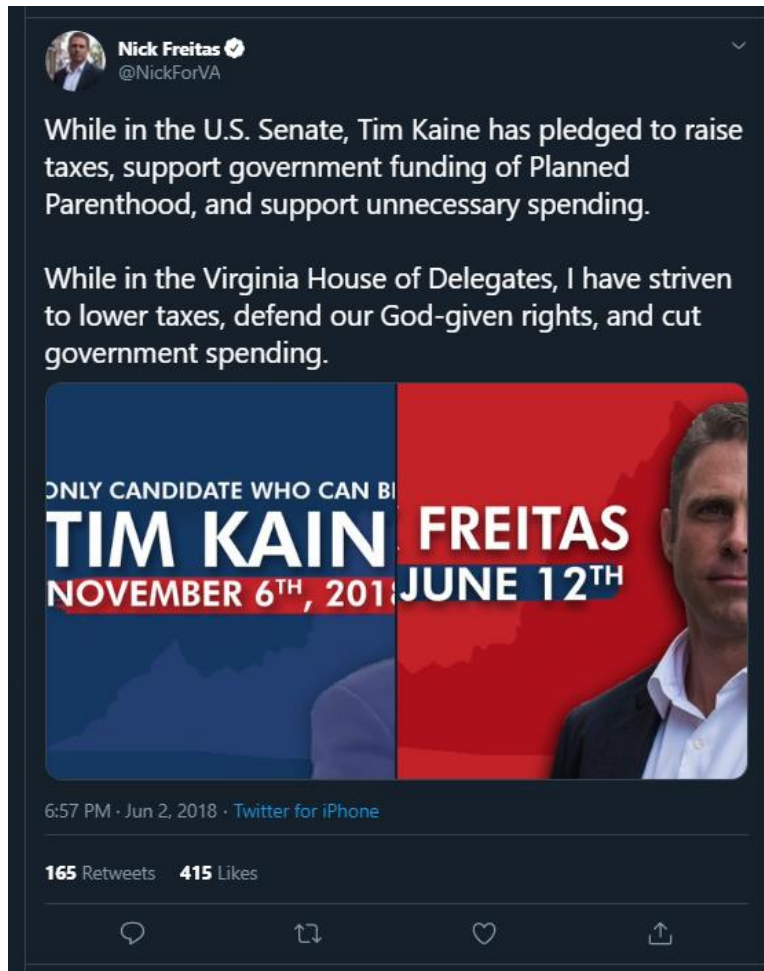 Nick Freitas
@NickForVA
While in the U.S. Senate, Tim Kaine has pledged to raise
taxes, support government funding of Planned
Parenthood, and support unnecessary spending.
While in the Virginia House of Delegates, I have striven
to lower taxes, defend our God-given rights, and cut
government spending.
ONLY CANDIDATE WHO CAN
TIM KAIN
NOVEMBER 6TH, 201
FREITAS
JUNE 12TH
6:57 PM · Jun 2, 2018 · Twitter for iPhone
165 Retweets 415 Likes